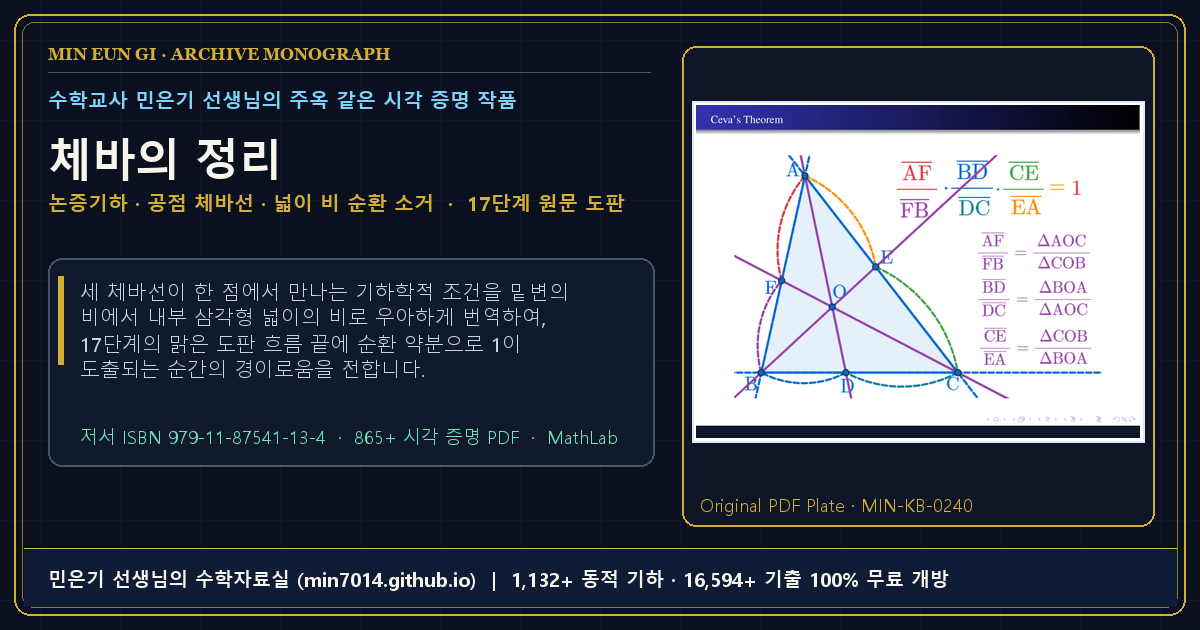 MIN EUN GI · ARCHIVE MONOGRAPH
수학교사 민은기 선생님의 주옥 같은 시각 증명 작품
체바의 정리
논증기하 · 공점 체바선 · 넓이 비 순환 소거 · 17단계 원문 도판
세 체바선이 한 점에서 만나는 기하학적 조건을 밑변의
비에서 내부 삼각형 넓이의 비로 우아하게 번역하여,
17단계의 맑은 도판 흐름 끝에 순환 약분으로 1이
도출되는 순간의 경이로움을 전합니다.
저서 ISBN 979-11-87541-13-4 · 865+ 시각 증명 PDF · MathLab
Ceva's Theorem
A
E
F
O
B
D
C
AF/FB · BD/DC · CE/EA = 1
AF/FB = ΔAOC/ΔCOB
BD/DC = ΔBOA/ΔAOC
CE/EA = ΔCOB/ΔBOA
Original PDF Plate · MIN-KB-0240
민은기 선생님의 수학자료실 (min7014.github.io) | 1,132+ 동적 기하 · 16,594+ 기출 100% 무료 개방